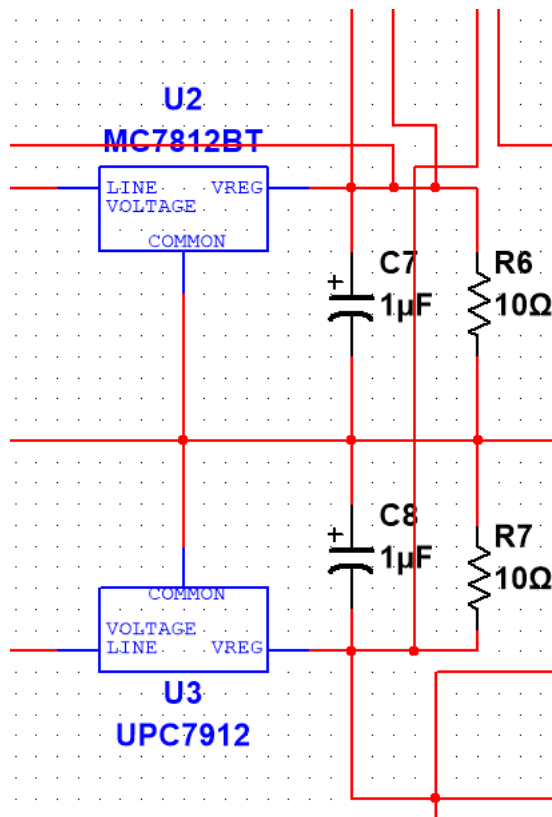 U2
MC7812BT
LINE VREG
VOLTAGE
COMMON
C7
+
1µF
R6
10Ω
C8
+
1µF
R7
10Ω
COMMON
VOLTAGE
LINE VREG
U3
UPC7912